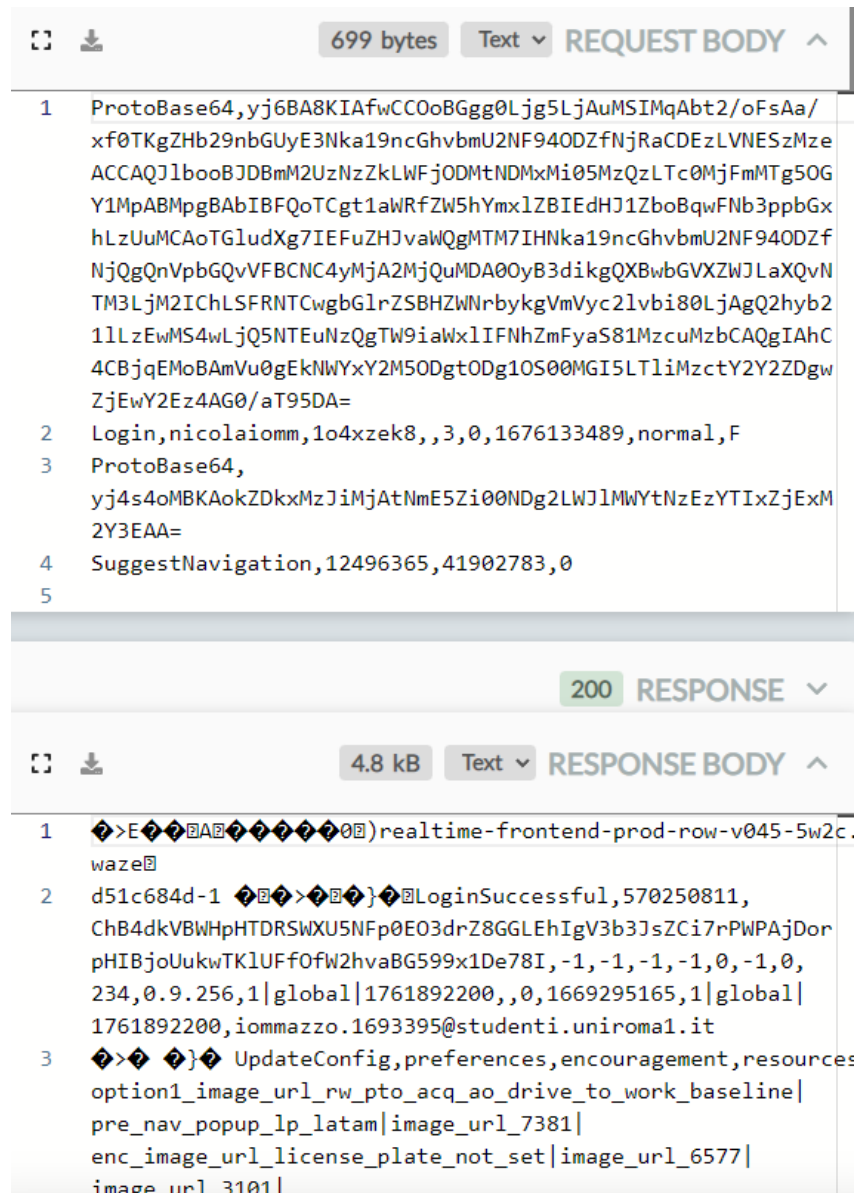 699 bytes Text REQUEST BODY
1 ProtoBase64,yj6BA8KIAfwCCOoBGgg0Ljg5LjAuMSIMqAbt2/oFsAa/
xf0TKgZHb29nbGUyE3Nka19ncGhvbmU2NF94ODZfNjRaCDEzLVNESzMze
ACCAQJlbooBJDBmM2UzNzZkLWFjODMtNDMxMi05MzQzLTc0MjFmMTg5OG
Y1MpABMpgBAbIBFQoTCgt1aWRfZW5hYmxlZBIEdHJ1ZboBqwFNb3ppbGx
hLzUuMCAoTGludXg7IEFuZHJvaWQgMTM7IHNka19ncGhvbmU2NF94ODZf
NjQgQnVpbGQvVFBCNC4yMjA2MjQuMDA0OyB3dikgQXBwbGVXZWJLaXQvN
TM3LjM2IChLSFRNTCwgbGlrZSBHZWNrbykgVmVyc2lvbi80LjAgQ2hyb2
1lLzEwMS4wLjQ5NTEuNzQgTW9iaWxlIFNhZmFyaS81MzcuMzbCAQgIAhC
4CBjqEMoBAmVu0gEkNWYxY2M5ODgtODg1OS00MGI5LTliMzctY2Y2ZDgw
ZjEwY2Ez4AG0/aT95DA=
2 Login,nicolaiomm,1o4xzek8,,3,0,1676133489,normal,F
3 ProtoBase64,
yj4s4oMBKAokZDkxMzJiMjAtNmE5Zi00NDg2LWJlMWYtNzEzYTIxZjExM
2Y3EAA=
4 SuggestNavigation,12496365,41902783,0
5
200 RESPONSE
4.8 kB Text RESPONSE BODY
1 �>E��A�����0)realtime-frontend-prod-row-v045-5w2c.
waze
2 d51c684d-1 ��>��}�LoginSuccessful,570250811,
ChB4dkVBWHpHTDRSWXU5NFp0EO3drZ8GGLEhIgV3b3JsZCi7rPWPAjDor
pHIBjoUukwTKlUFfOfW2hvaBG599x1De78I,-1,-1,-1,-1,0,-1,0,
234,0.9.256,1|global|1761892200,,0,1669295165,1|global|
1761892200,iommazzo.1693395@studenti.uniroma1.it
3 �>� �}� UpdateConfig,preferences,encouragement,resources
option1_image_url_rw_pto_acq_ao_drive_to_work_baseline|
pre_nav_popup_lp_latam|image_url_7381|
enc_image_url_license_plate_not_set|image_url_6577|
image_url_3101|